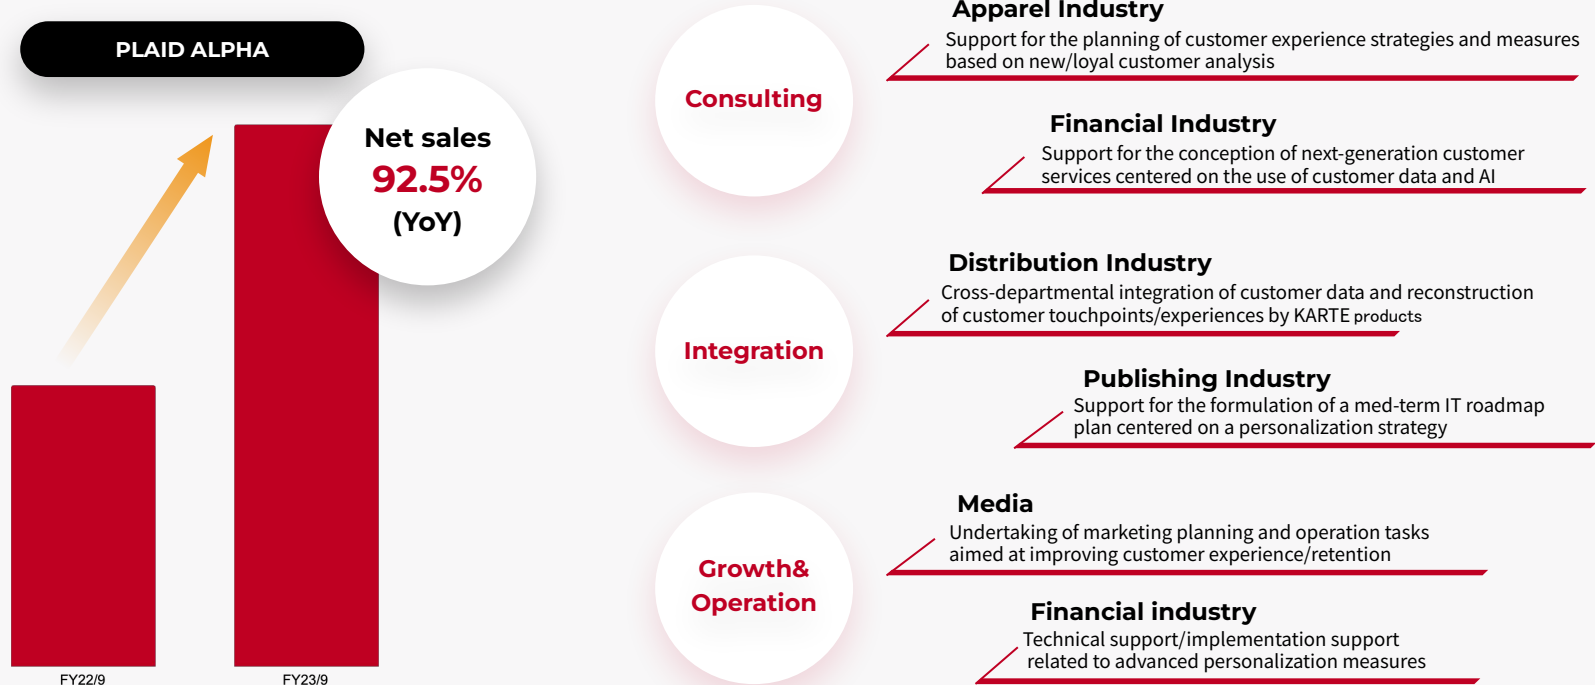 PLAID ALPHA
Net sales
92.5%
(YoY)
FY22/9
FY23/9
Consulting
Apparel Industry
Support for the planning of customer experience strategies and measures
based on new/loyal customer analysis
Financial Industry
Support for the conception of next-generation customer
services centered on the use of customer data and AI
Integration
Distribution Industry
Cross-departmental integration of customer data and reconstruction
of customer touchpoints/experiences by KARTE products
Publishing Industry
Support for the formulation of a med-term IT roadmap
plan centered on a personalization strategy
Growth&
Operation
Media
Undertaking of marketing planning and operation tasks
aimed at improving customer experience/retention
Financial industry
Technical support/implementation support
related to advanced personalization measures